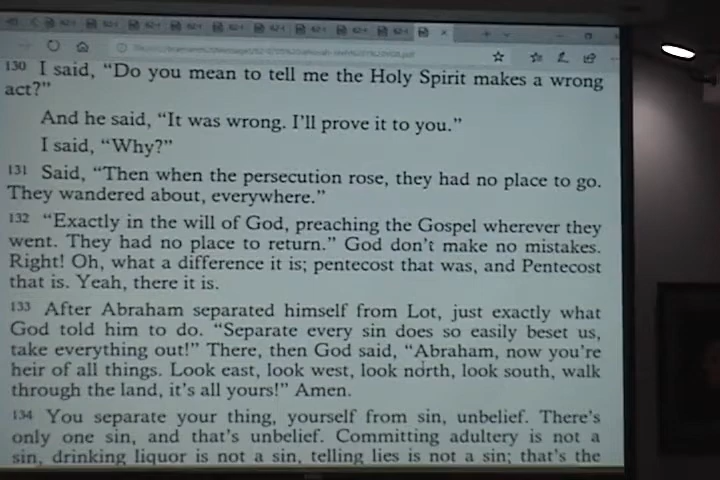 130 I said, “Do you mean to tell me the Holy Spirit makes a wrong
act?”
And he said, “It was wrong. I’ll prove it to you.”
I said, “Why?”
131 Said, “Then when the persecution rose, they had no place to go.
They wandered about, everywhere.”
132 “Exactly in the will of God, preaching the Gospel wherever they
went. They had no place to return.” God don’t make no mistakes.
Right! Oh, what a difference it is; pentecost that was, and Pentecost
that is. Yeah, there it is.
133 After Abraham separated himself from Lot, just exactly what
God told him to do. “Separate every sin does so easily beset us,
take everything out!” There, then God said, “Abraham, now you’re
heir of all things. Look east, look west, look north, look south, walk
through the land, it’s all yours!” Amen.
134 You separate your thing, yourself from sin, unbelief. There’s
only one sin, and that’s unbelief. Committing adultery is not a
sin, drinking liquor is not a sin, telling lies is not a sin; that’s the